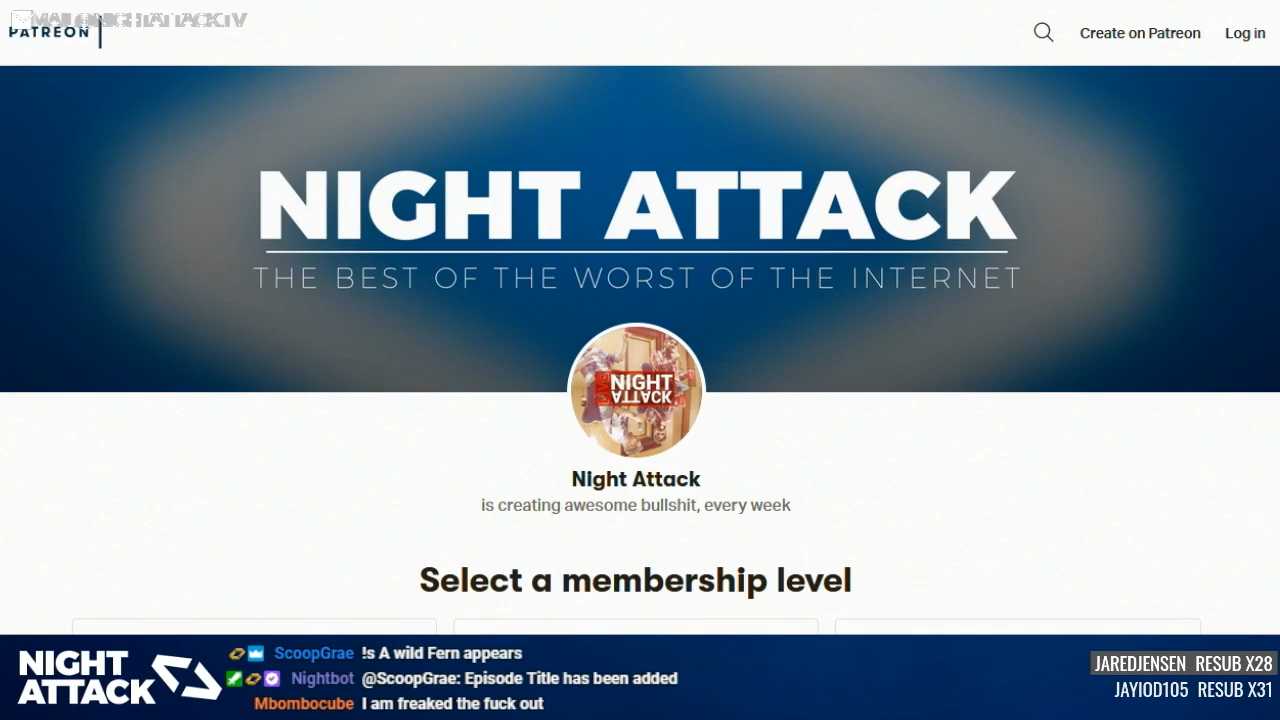 PATREON
Create on Patreon
Log in
NIGHT ATTACK
THE BEST OF THE WORST OF THE INTERNET
NIGHT
ATTACK
Night Attack
is creating awesome bullshit, every week
Select a membership level
NIGHT
ATTACK
ScoopGrae !s A wild Fern appears
Nightbot @ScoopGrae: Episode Title has been added
Mbombocube I am freaked the fuck out
JAREDJENSEN RESUB X28
JAYIOD105 RESUB X31